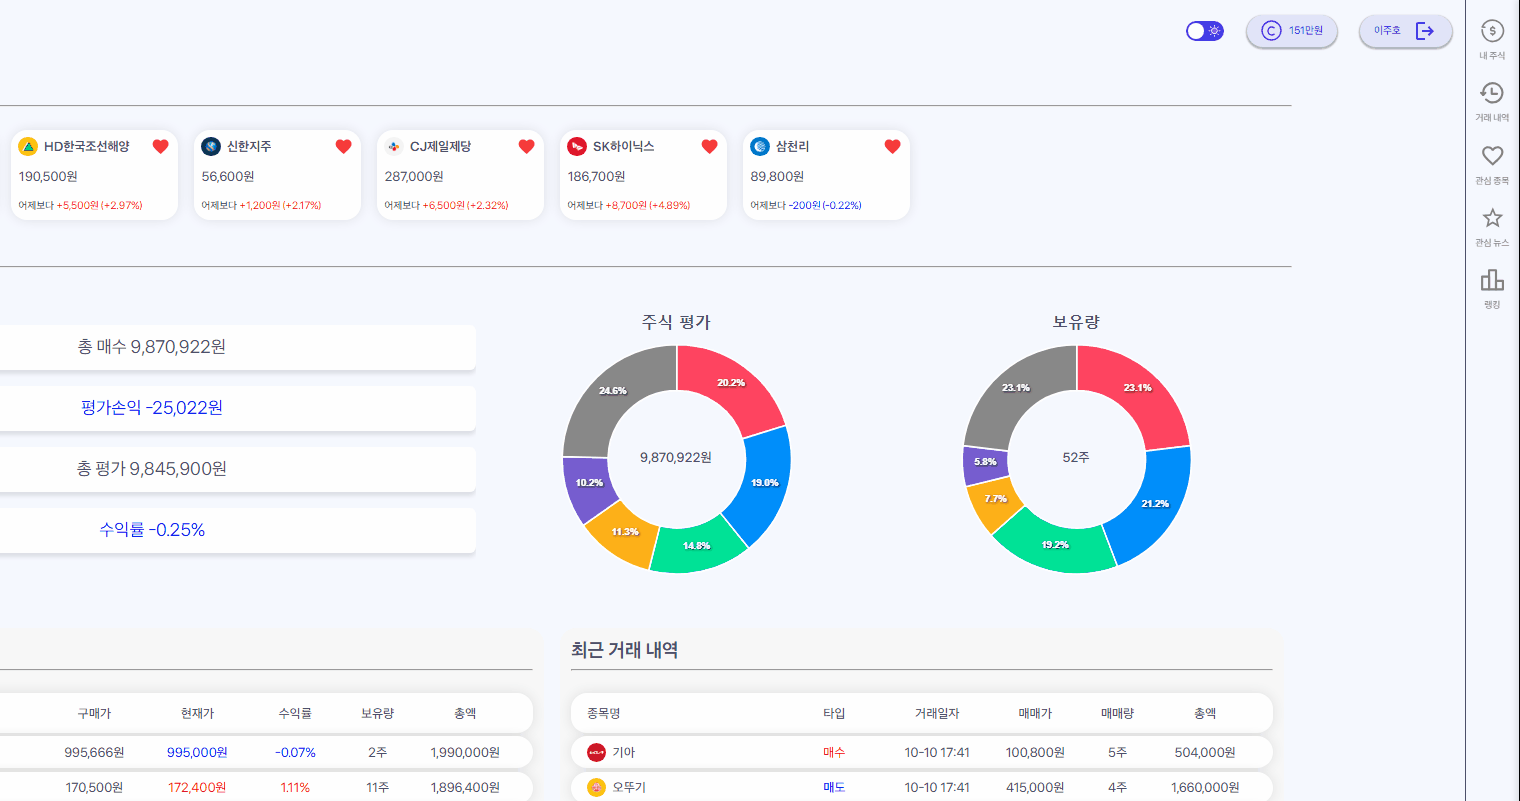 151만원
이주호
내 주식
거래 내역
관심 종목
관심 뉴스
랭킹
HD한국조선해양
190,500원
어제보다 +5,500원 (+2.97%)
신한지주
56,600원
어제보다 +1,200원 (+2.17%)
CJ제일제당
287,000원
어제보다 +6,500원 (+2.32%)
SK하이닉스
186,700원
어제보다 +8,700원 (+4.89%)
삼천리
89,800원
어제보다 -200원 (-0.22%)
총 매수 9,870,922원
평가손익 -25,022원
총 평가 9,845,900원
수익률 -0.25%
주식 평가
20.2%
19.0%
14.8%
11.3%
10.2%
24.6%
9,870,922원
보유량
23.1%
21.2%
19.2%
7.7%
5.8%
23.1%
52주
구매가 현재가 수익률 보유량 총액
995,666원 995,000원 -0.07% 2주 1,990,000원
170,500원 172,400원 1.11% 11주 1,896,400원
최근 거래 내역
종목명 타입 거래일자 매매가 매매량 총액
기아 매수 10-10 17:41 100,800원 5주 504,000원
오뚜기 매도 10-10 17:41 415,000원 4주 1,660,000원